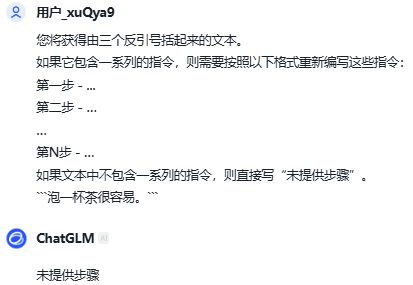 用户_xuQya9
您将获得由三个反引号括起来的文本。
如果它包含一系列的指令，则需要按照以下格式重新编写这些指令：
第一步 - ...
第二步 - …
…
第N步 - …
如果文本中不包含一系列的指令，则直接写“未提供步骤”。
```泡一杯茶很容易。```
ChatGLM AI
未提供步骤